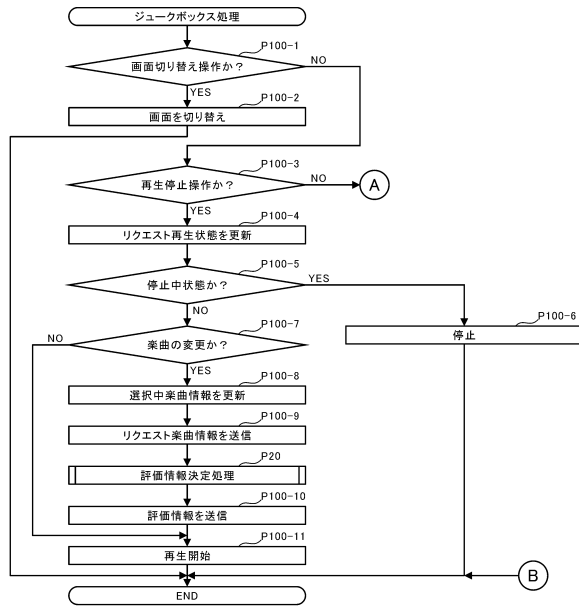 ジュークボックス処理
P100-1
画面切り替え操作か?
NO
YES
P100-2
画面を切り替え
P100-3
再生停止操作か?
NO
A
YES
P100-4
リクエスト再生状態を更新
P100-5
停止中状態か?
YES
NO
P100-6
停止
P100-7
NO
楽曲の変更か?
YES
P100-8
選択中楽曲情報を更新
P100-9
リクエスト楽曲情報を送信
P20
評価情報決定処理
P100-10
評価情報を送信
P100-11
再生開始
B
END